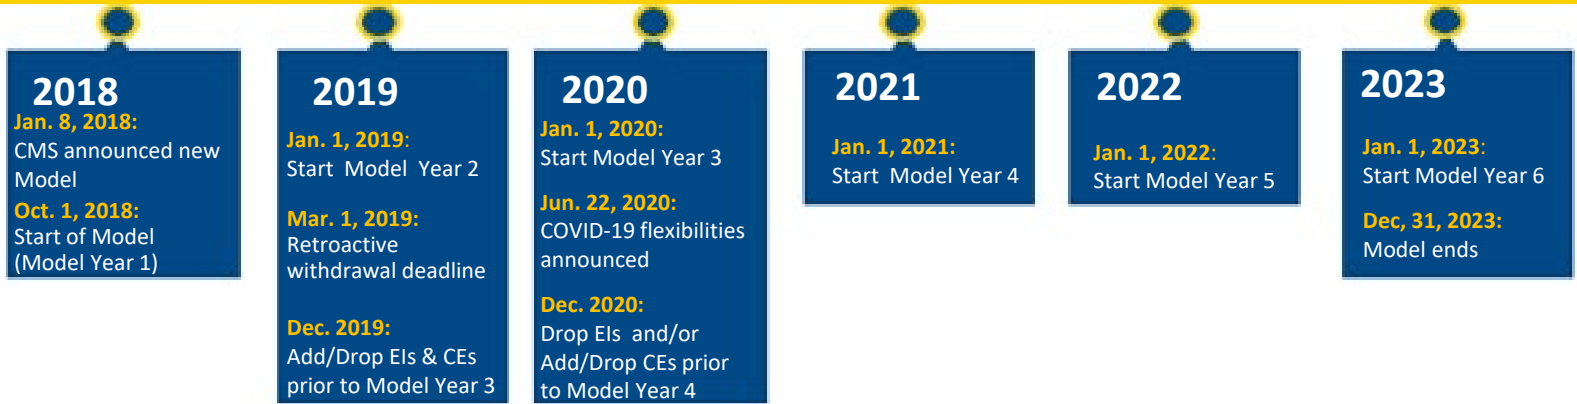 2018
Jan. 8, 2018:
CMS announced new
Model
Oct. 1, 2018:
Start of Model
(Model Year 1)
2019
Jan. 1, 2019:
Start Model Year 2
Mar. 1, 2019:
Retroactive
withdrawal deadline
Dec. 2019:
Add/Drop EIs & CEs
prior to Model Year 3
2020
Jan. 1, 2020:
Start Model Year 3
Jun. 22, 2020:
COVID-19 flexibilities
announced
Dec. 2020:
Drop EIs and/or
Add/Drop CEs prior
to Model Year 4
2021
Jan. 1, 2021:
Start Model Year 4
2022
Jan. 1, 2022:
Start Model Year 5
2023
Jan. 1, 2023:
Start Model Year 6
Dec, 31, 2023:
Model ends